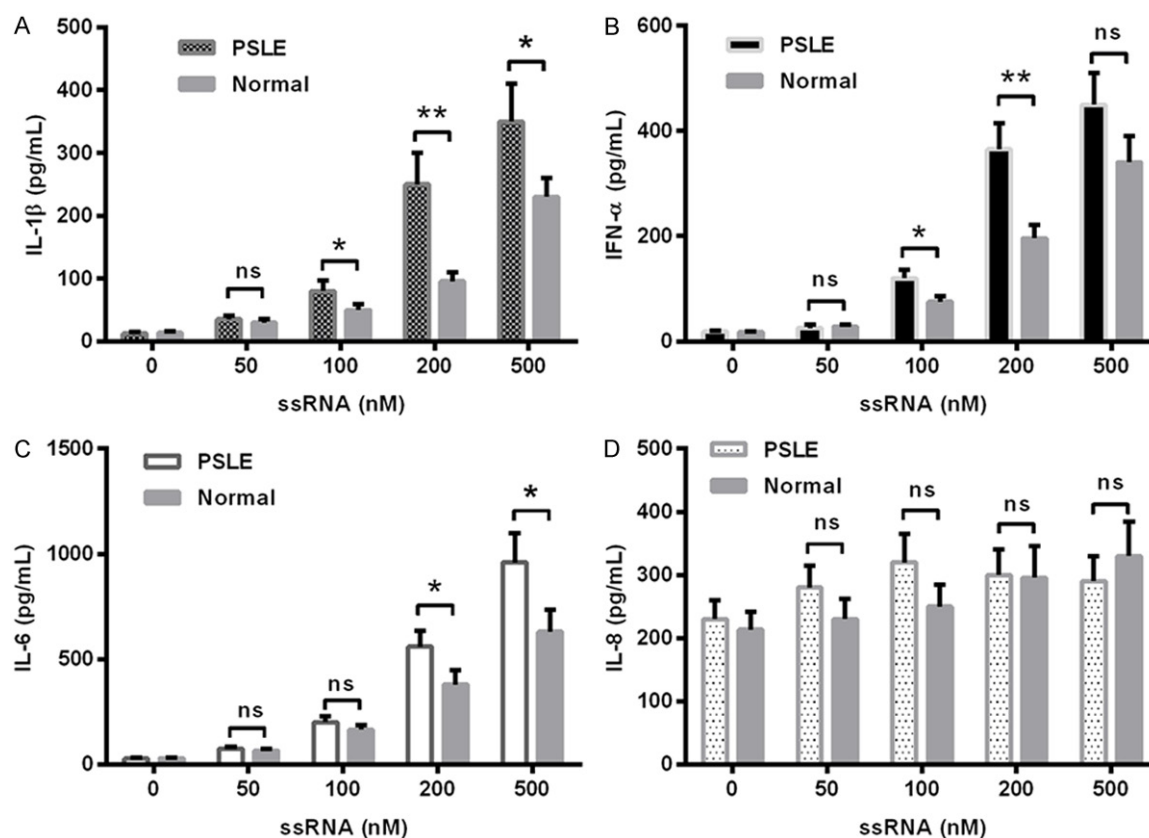 A
PSLE
Normal
IL-1β (pg/mL)
500
400
300
200
100
0
ns
*
**
*
0 50 100 200 500
ssRNA (nM)
B
PSLE
Normal
IFN-α (pg/mL)
600
400
200
0
ns
*
**
ns
0 50 100 200 500
ssRNA (nM)
C
PSLE
Normal
IL-6 (pg/mL)
1500
1000
500
0
ns
ns
*
*
0 50 100 200 500
ssRNA (nM)
D
PSLE
Normal
IL-8 (pg/mL)
500
400
300
200
100
0
ns
ns
ns
ns
0 50 100 200 500
ssRNA (nM)